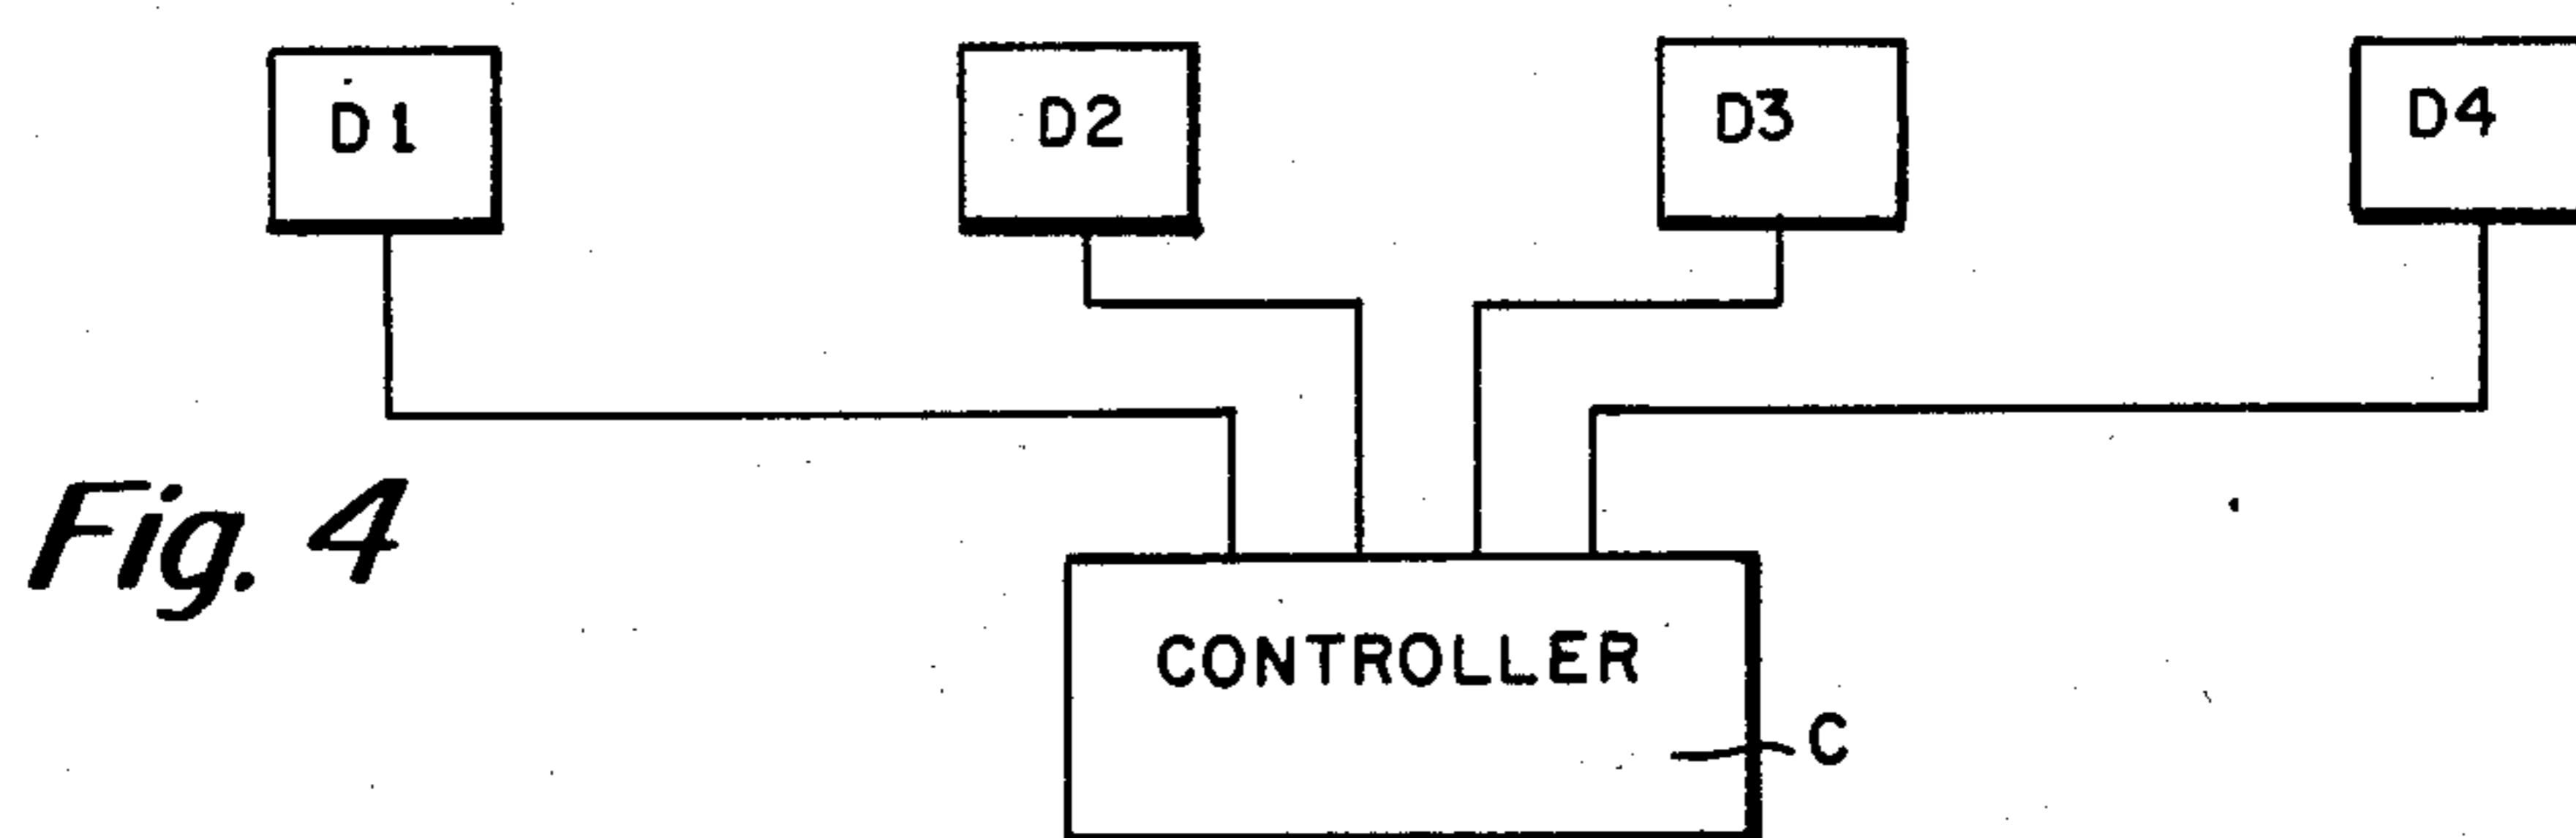 D1
D2
D3
D4
Fig. 4
CONTROLLER
C